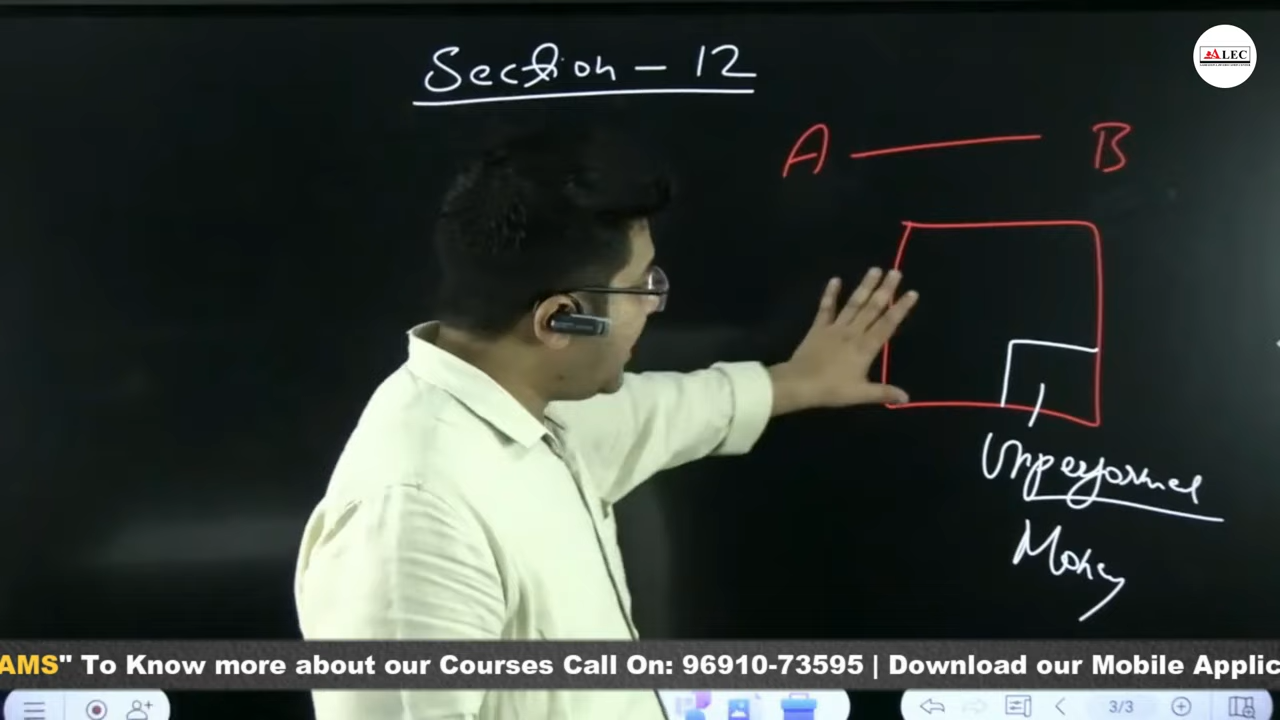 Section - 12
ALEC
A — B
Unperformed
Money
AMS" To Know more about our Courses Call On: 96910-73595 | Download our Mobile Applic
3/3